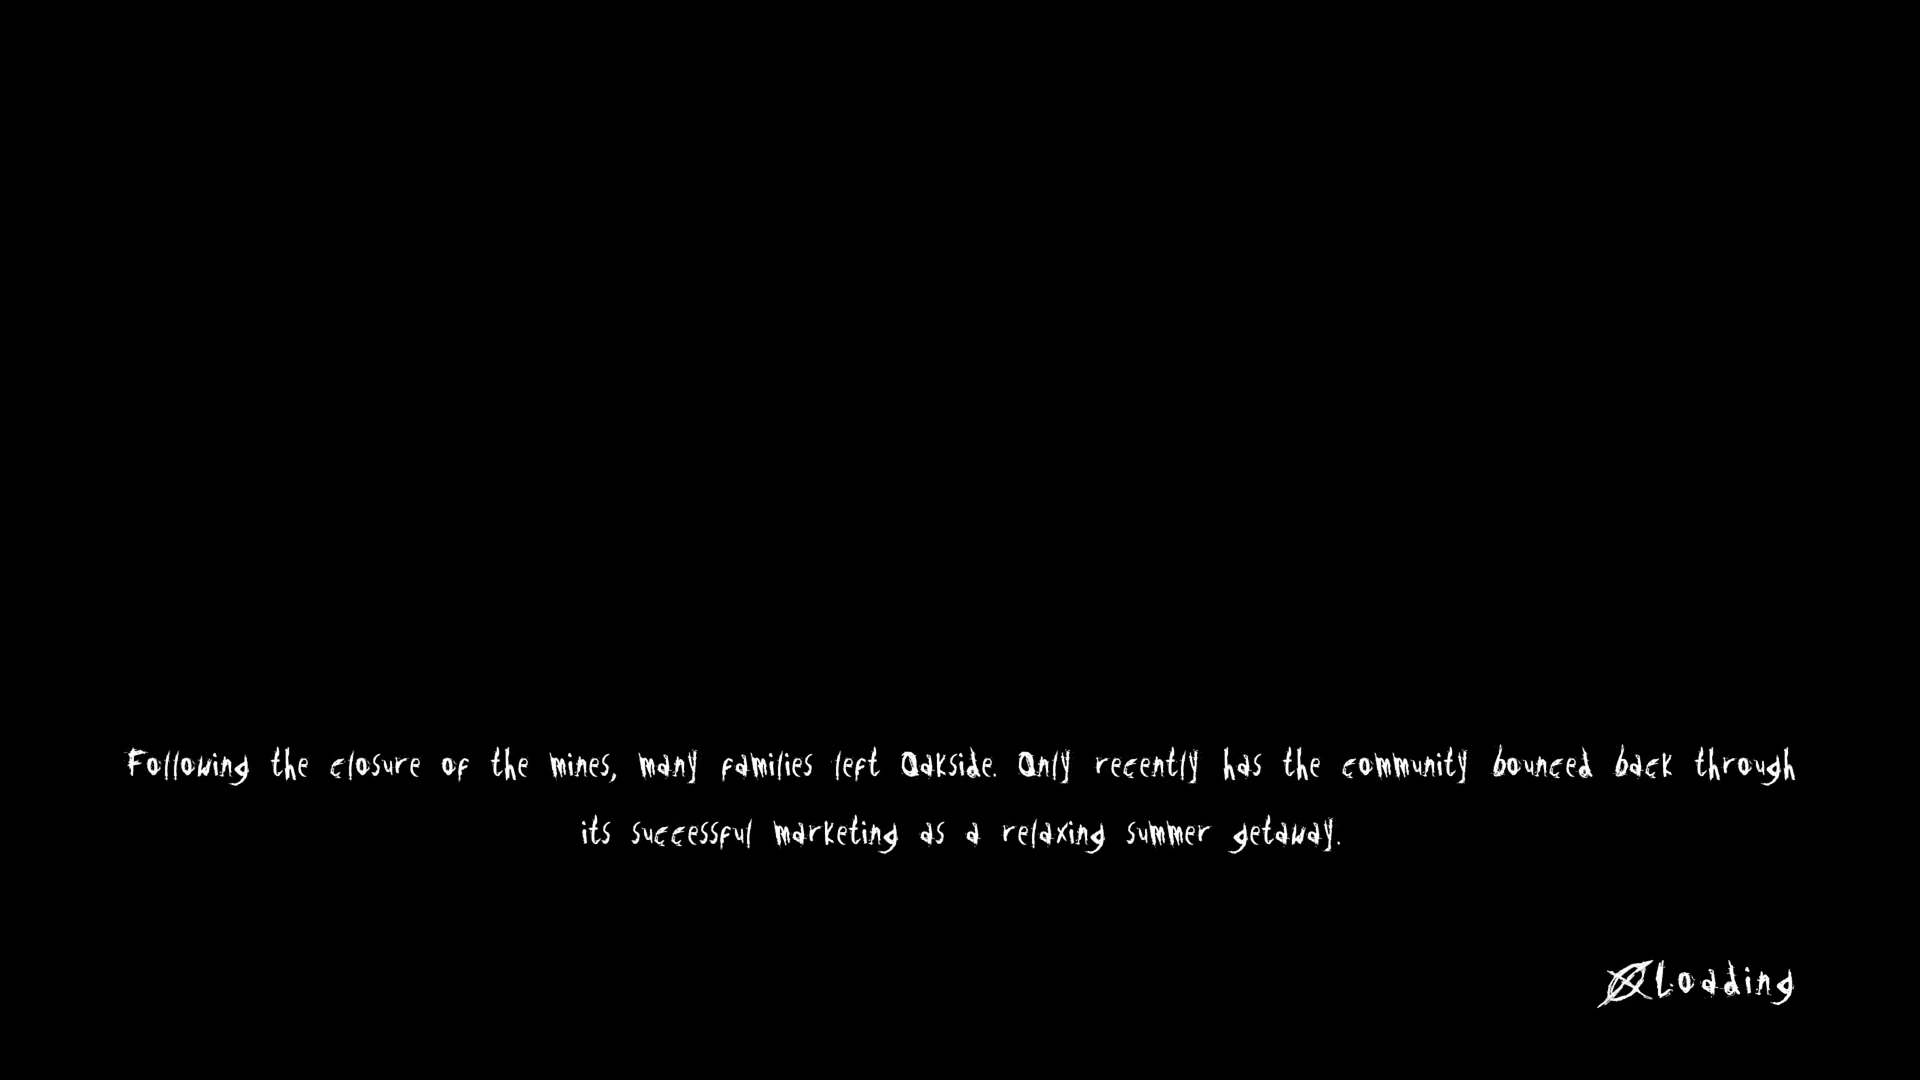 Following the closure of the mines, many families left Oakside. Only recently has the community bounced back through
its successful marketing as a relaxing summer getaway.
Loading